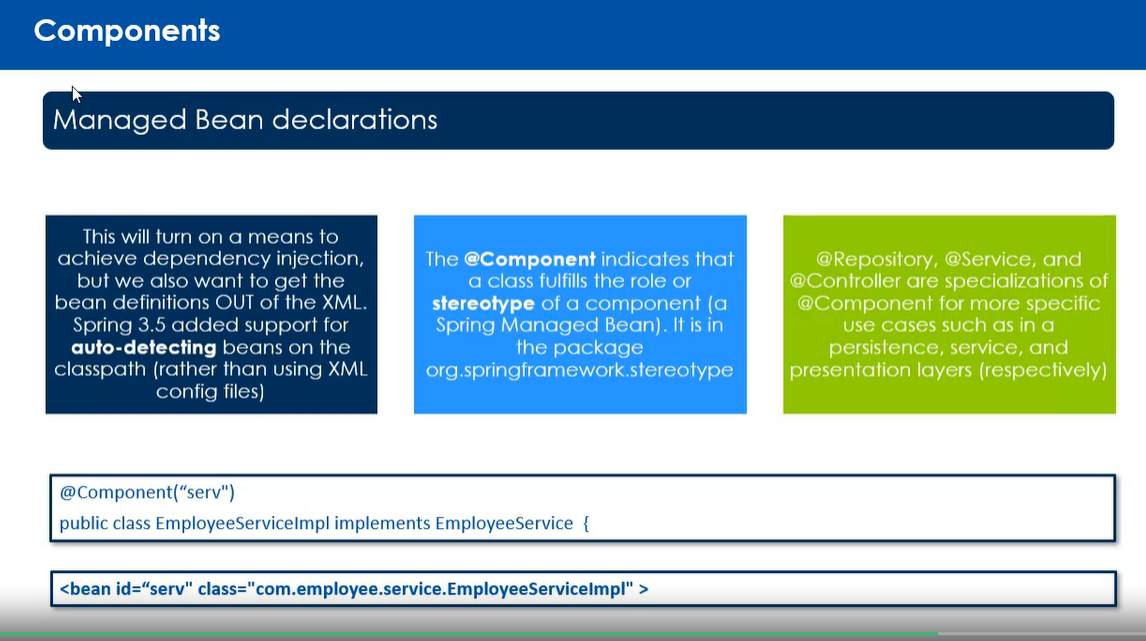 Components
Managed Bean declarations
This will turn on a means to
achieve dependency injection,
but we also want to get the
bean definitions OUT of the XML.
Spring 3.5 added support for
auto-detecting beans on the
classpath (rather than using XML
config files)
The @Component indicates that
a class fulfills the role or
stereotype of a component (a
Spring Managed Bean). It is in
the package
org.springframework.stereotype
@Repository, @Service, and
@Controller are specializations of
@Component for more specific
use cases such as in a
persistence, service, and
presentation layers (respectively)
@Component(“serv")
public class EmployeeServiceImpl implements EmployeeService {
<bean id=“serv" class="com.employee.service.EmployeeServiceImpl" >